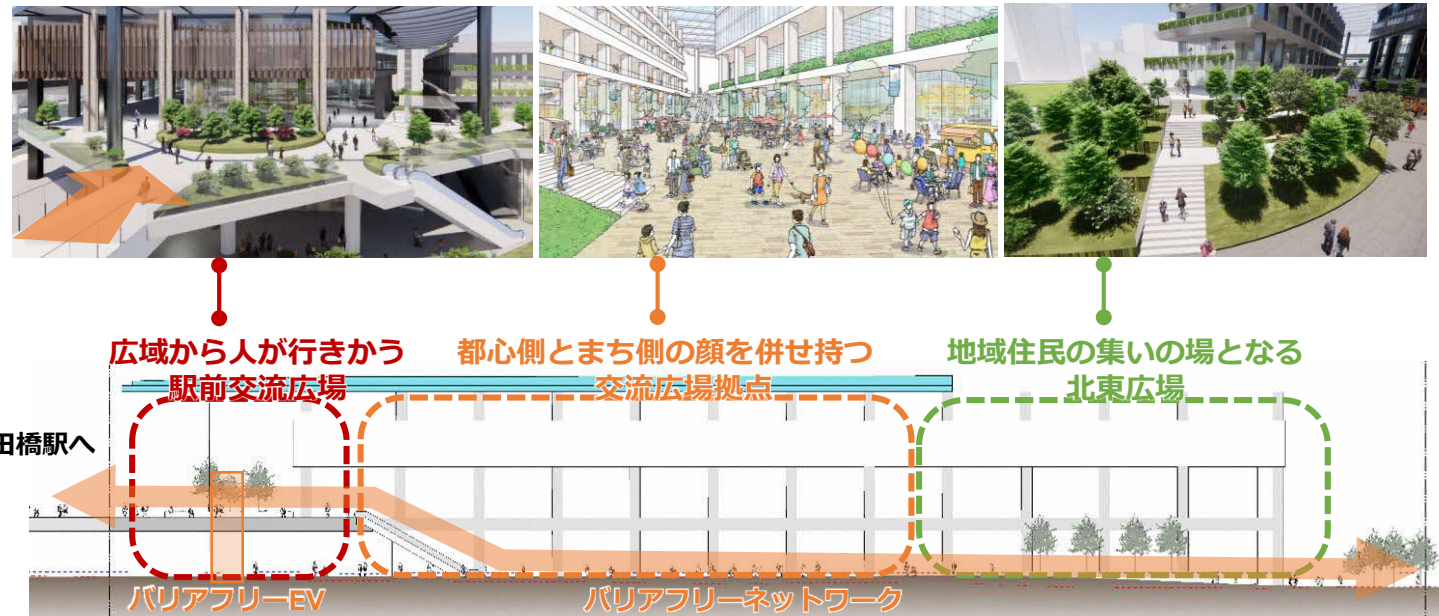 広域から人が行きかう
駅前交流広場
都心側とまち側の顔を併せ持つ
交流広場拠点
地域住民の集いの場となる
北東広場
田橋駅へ
バリアフリーEV
バリアフリーネットワーク